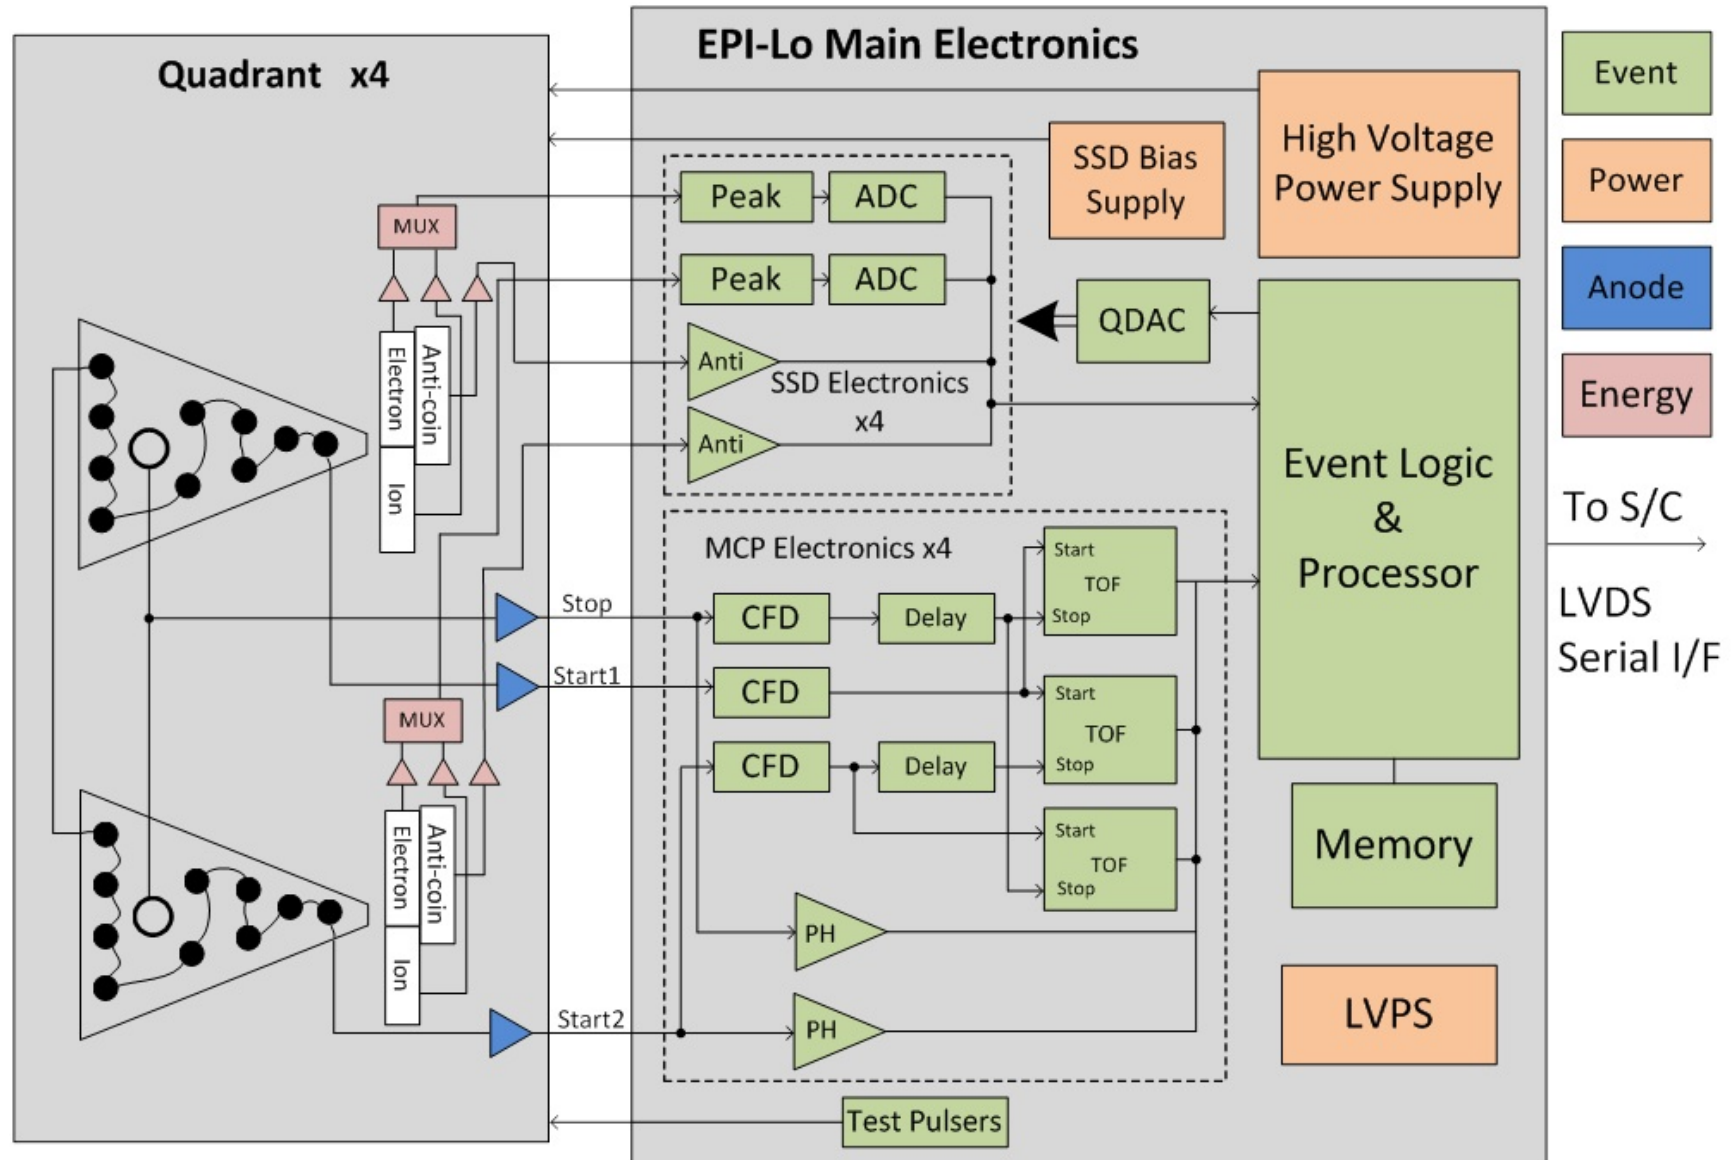 EPI-Lo Main Electronics
Quadrant x4
Event
High Voltage
Power Supply
SSD Bias
Supply
Power
Peak
ADC
MUX
Peak
ADC
QDAC
Anode
Electron
Anti-coin
Ion
Anti
SSD Electronics
x4
Anti
Energy
Event Logic
&
Processor
To S/C
LVDS
Serial I/F
MCP Electronics x4
Start
TOF
Stop
Stop
CFD
Delay
Start1
CFD
Start
TOF
Stop
MUX
CFD
Delay
Start
TOF
Stop
Memory
Electron
Anti-coin
Ion
PH
Start2
PH
LVPS
Test Pulsers